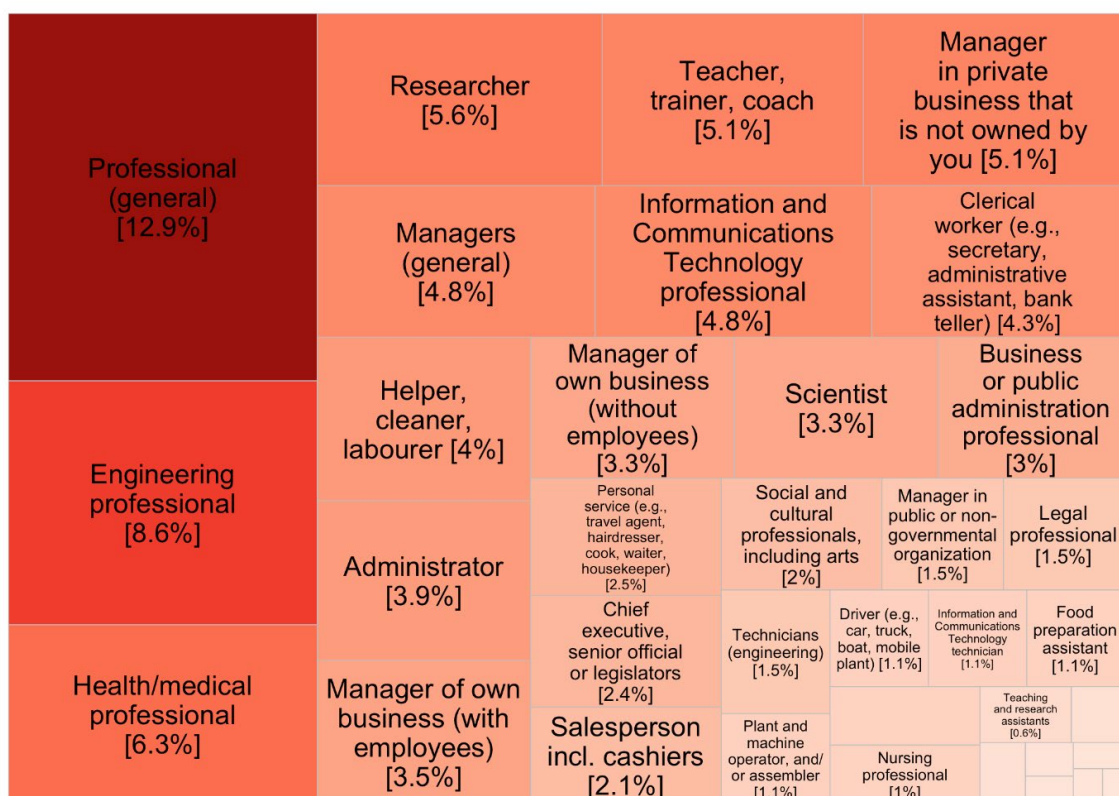 Professional
(general)
[12.9%]
Engineering
professional
[8.6%]
Health/medical
professional
[6.3%]
Researcher
[5.6%]
Teacher,
trainer, coach
[5.1%]
Manager
in private
business that
is not owned by
you [5.1%]
Managers
(general)
[4.8%]
Information and
Communications
Technology
professional
[4.8%]
Clerical
worker (e.g.,
secretary,
administrative
assistant, bank
teller) [4.3%]
Helper,
cleaner,
labourer [4%]
Administrator
[3.9%]
Manager of own
business (with
employees)
[3.5%]
Manager of
own business
(without
employees)
[3.3%]
Scientist
[3.3%]
Business
or public
administration
professional
[3%]
Personal
service (e.g.,
travel agent,
hairdresser,
cook, waiter,
housekeeper)
[2.5%]
Chief
executive,
senior official
or legislators
[2.4%]
Salesperson
incl. cashiers
[2.1%]
Social and
cultural
professionals,
including arts
[2%]
Manager in
public or non-
governmental
organization
[1.5%]
Legal
professional
[1.5%]
Technicians
(engineering)
[1.5%]
Plant and
machine
operator, and/
or assembler
[1.1%]
Driver (e.g.,
car, truck,
boat, mobile
plant) [1.1%]
Information and
Communications
Technology
technician
[1.1%]
Food
preparation
assistant
[1.1%]
Nursing
professional
[1%]
Teaching
and research
assistants
[0.6%]